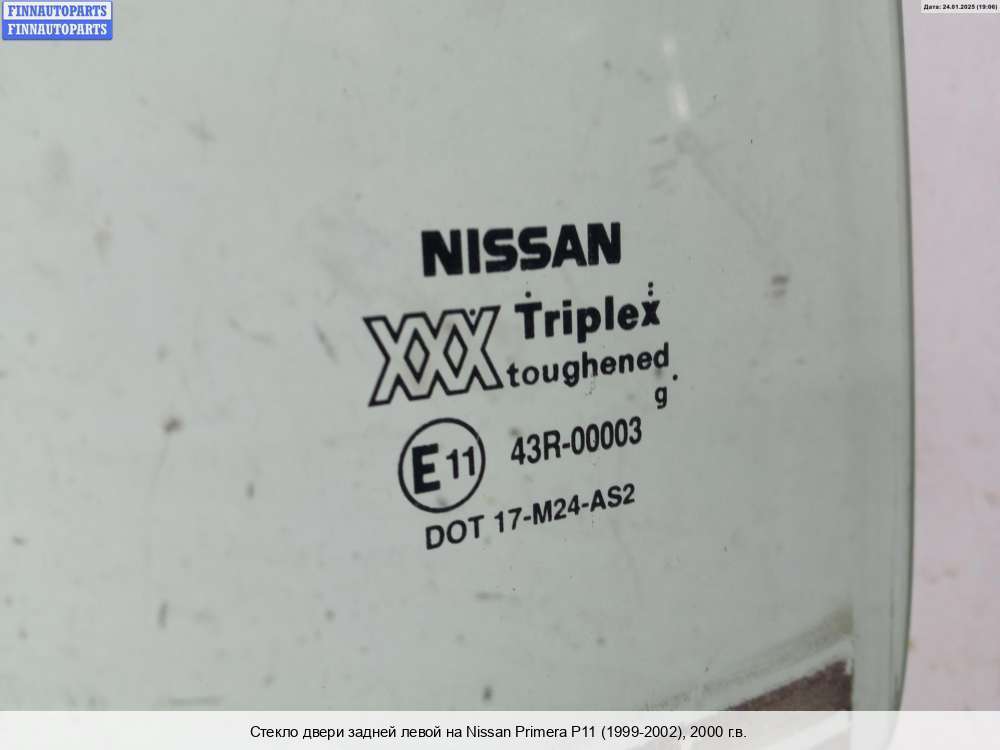 FINNAUTOPARTS
FINNAUTOPARTS
Дата: 24.01.2025 (19:06)
NISSAN
XXX Triplex
toughened
g
E11 43R-00003
DOT 17-M24-AS2
Стекло двери задней левой на Nissan Primera P11 (1999-2002), 2000 г.в.